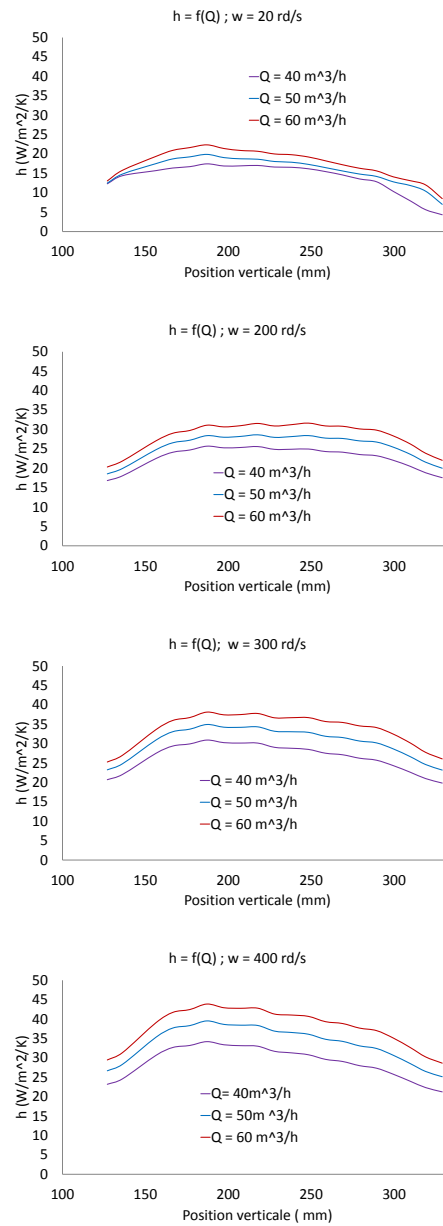 h = f(Q) ; w = 20 rd/s
50
45
40
35
30
25
20
15
10
5
0
h (W/m^2/K)
Q = 40 m^3/h
Q = 50 m^3/h
Q = 60 m^3/h
100 150 200 250 300
Position verticale (mm)
h = f(Q) ; w = 200 rd/s
50
45
40
35
30
25
20
15
10
5
0
h (W/m^2/K)
Q = 40 m^3/h
Q = 50 m^3/h
Q = 60 m^3/h
100 150 200 250 300
Position verticale (mm)
h = f(Q);  w = 300 rd/s
50
45
40
35
30
25
20
15
10
5
0
h (W/m^2/K)
Q = 40 m^3/h
Q = 50 m^3/h
Q = 60 m^3/h
100 150 200 250 300
Position verticale (mm)
h = f(Q) ; w = 400 rd/s
50
45
40
35
30
25
20
15
10
5
0
h (W/m^2/K)
Q= 40m^3/h
Q = 50m ^3/h
Q = 60 m^3/h
100 150 200 250 300
Position verticale ( mm)